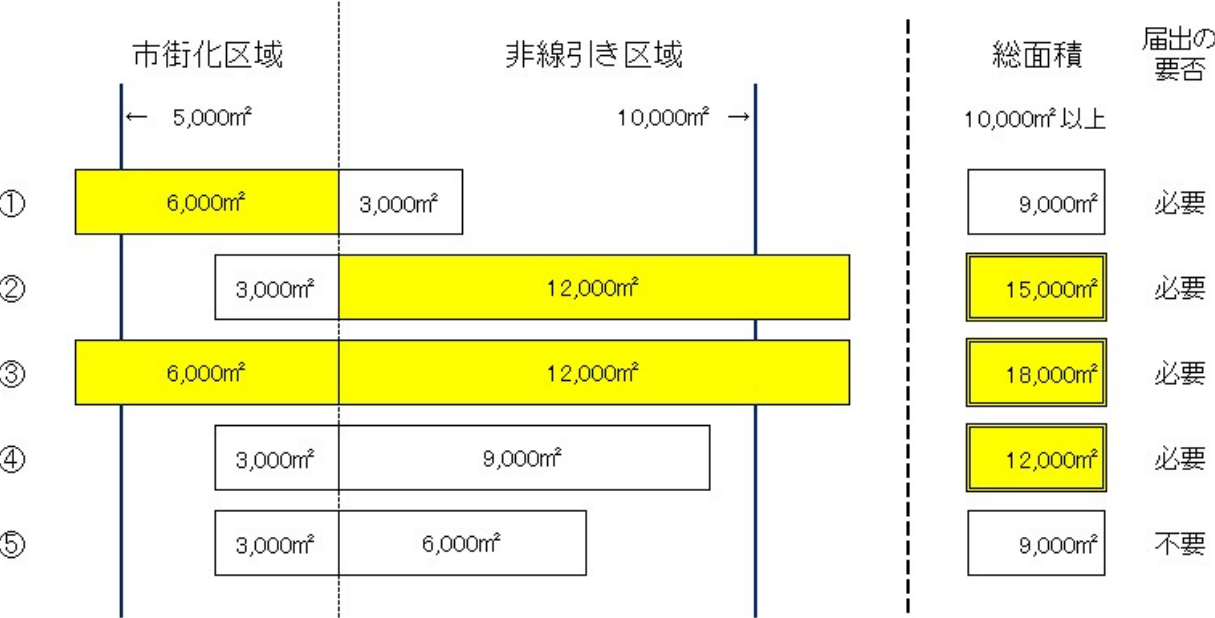 市街化区域 非線引き区域 総面積 届出の
要否
← 5,000㎡ 10,000㎡ → 10,000㎡以上
① 6,000㎡ 3,000㎡ 9,000㎡ 必要
② 3,000㎡ 12,000㎡ 15,000㎡ 必要
③ 6,000㎡ 12,000㎡ 18,000㎡ 必要
④ 3,000㎡ 9,000㎡ 12,000㎡ 必要
⑤ 3,000㎡ 6,000㎡ 9,000㎡ 不要